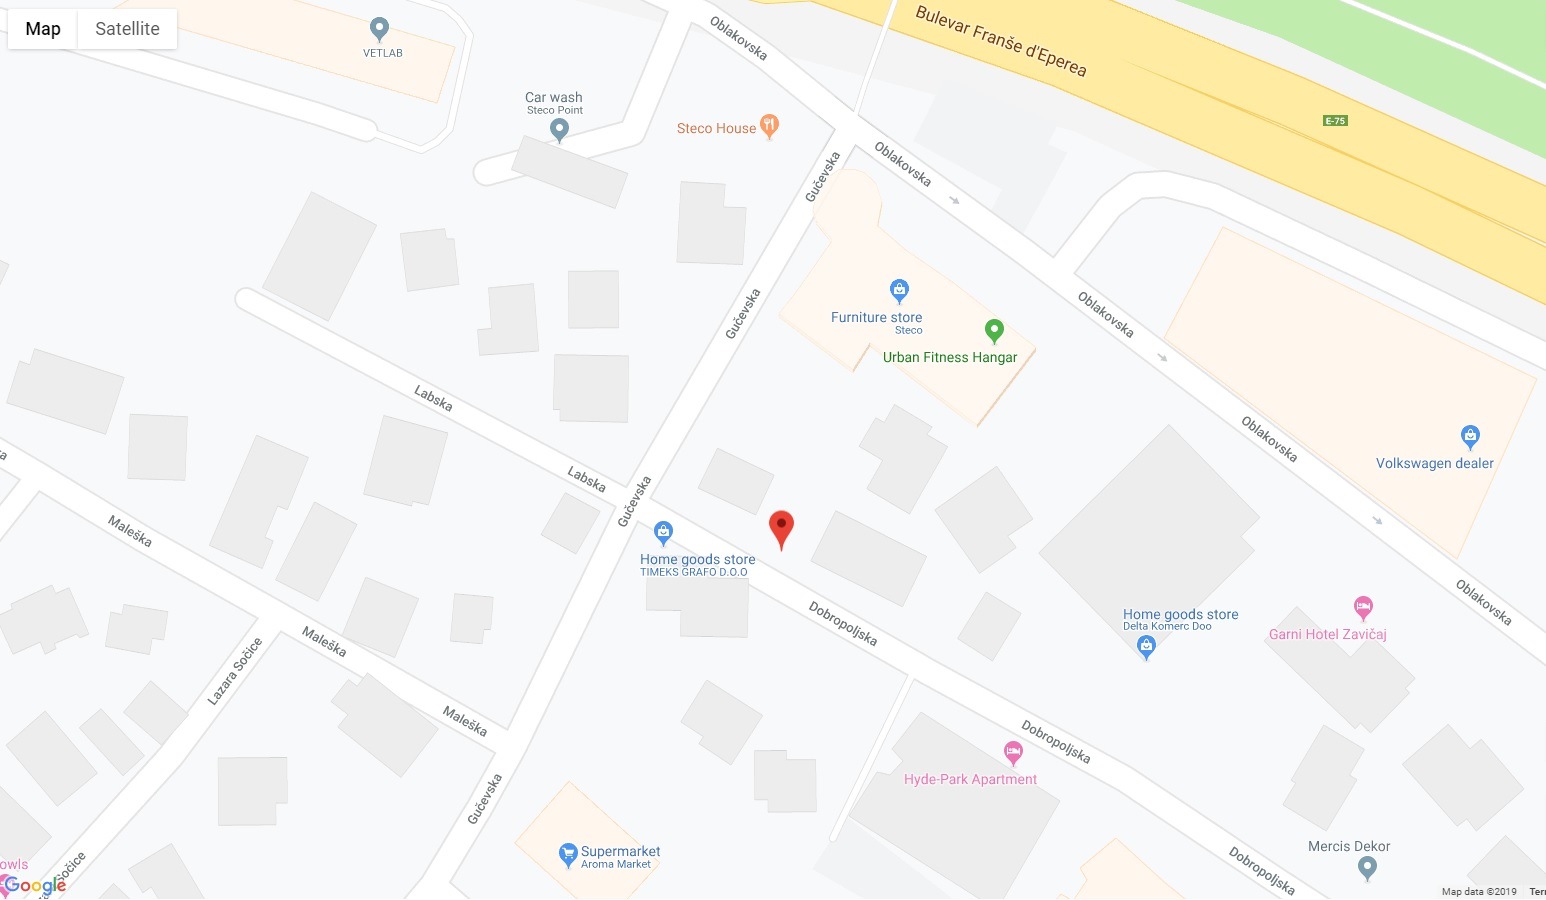 Map
Satellite
VETLAB
Oblakovska
Bulevar Franše d'Eperea
Car wash
Steco Point
Steco House
E-75
Gučevska
Oblakovska
Gučevska
Furniture store
Steco
Urban Fitness Hangar
Oblakovska
Labska
Oblakovska
Volkswagen dealer
Labska
Gučevska
Maleška
Home goods store
TIMEKS GRAFO D.O.O
Dobropoljska
Oblakovska
Home goods store
Delta Komerc Doo
Garni Hotel Zavičaj
Maleška
Lazara Sočice
Maleška
Dobropoljska
Hyde-Park Apartment
Gučevska
Supermarket
Aroma Market
Mercis Dekor
Dobropoljska
owls
Sočice
Google
Map data ©2019
Ter